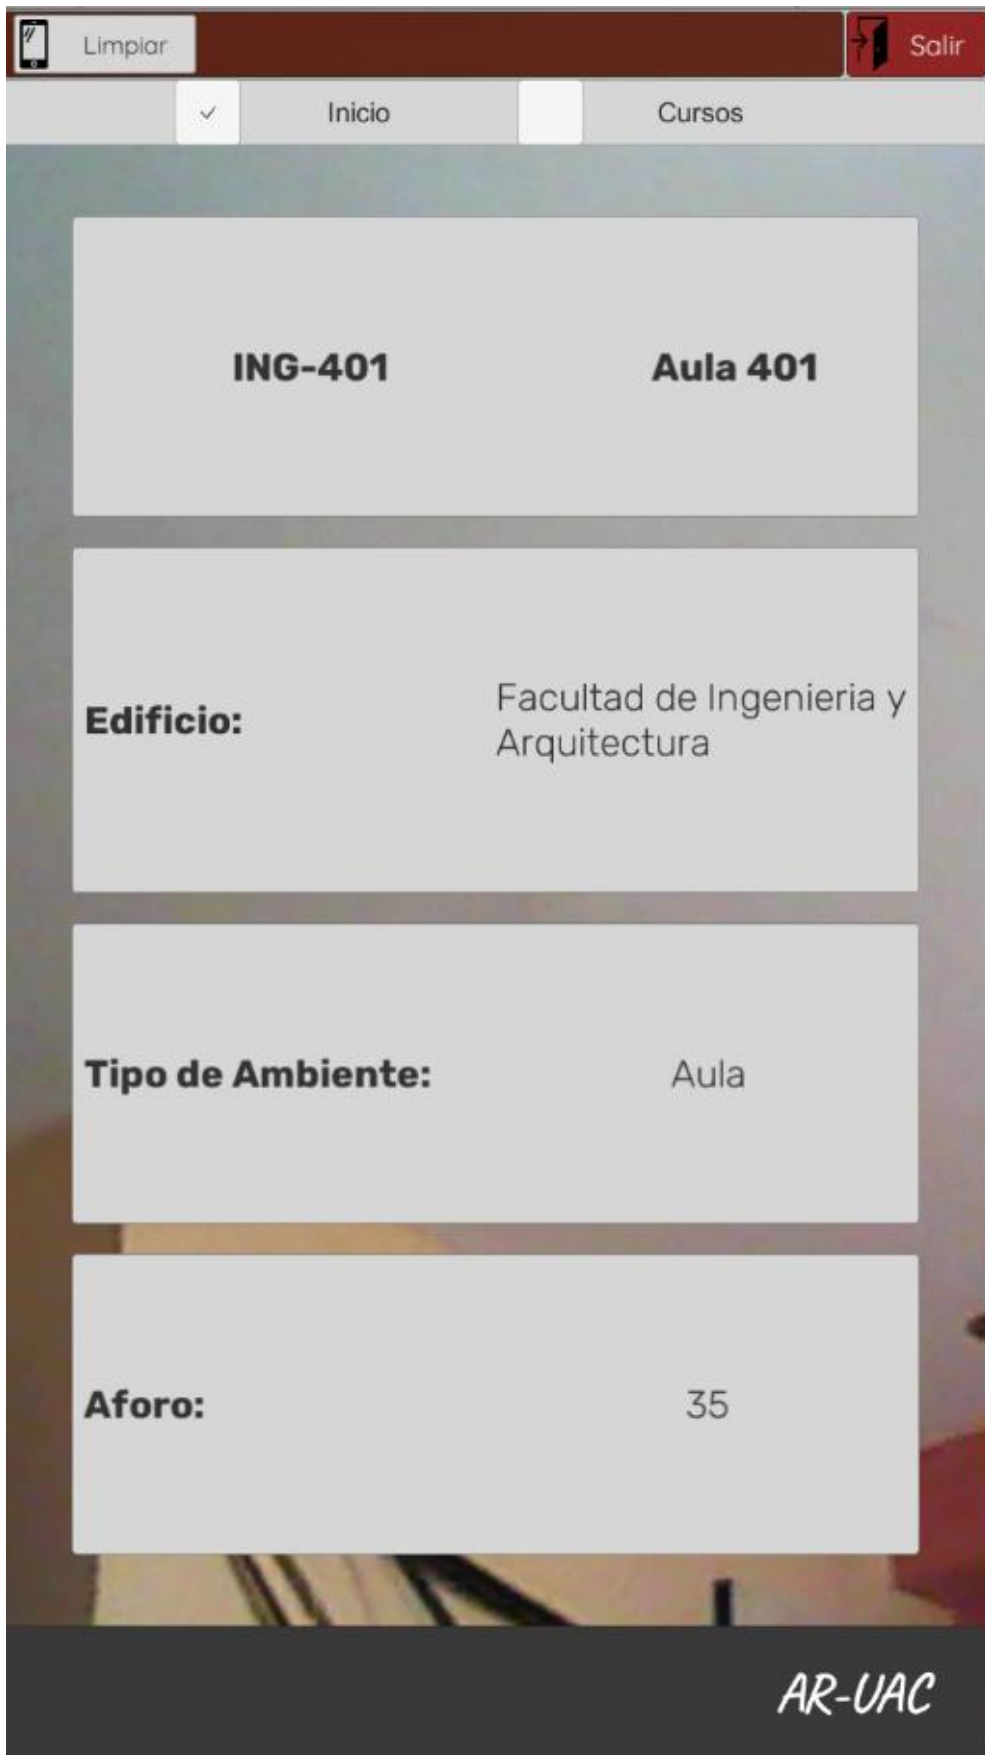 Limpiar
Salir
Inicio
Cursos
ING-401
Aula 401
Edificio:
Facultad de Ingenieria y
Arquitectura
Tipo de Ambiente:
Aula
Aforo:
35
AR-UAC